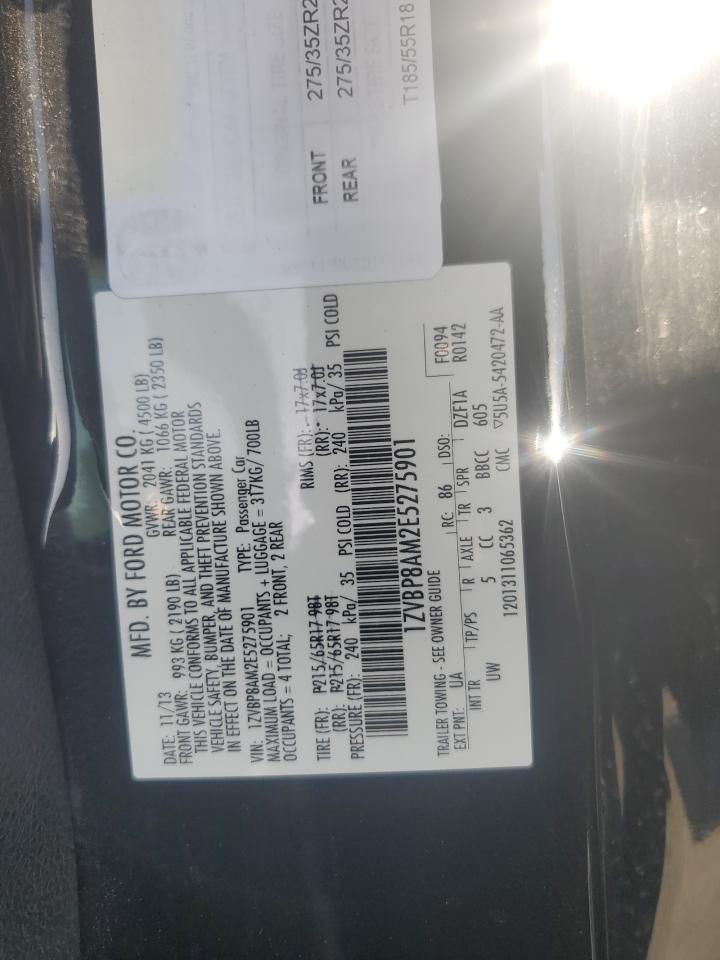 MFD. BY FORD MOTOR CO.
DATE: 11/13 GVWR: 2041 KG ( 4500 LB)
FRONT GAWR: 993 KG ( 2190 LB) REAR GAWR: 1066 KG ( 2350 LB)
THIS VEHICLE CONFORMS TO ALL APPLICABLE FEDERAL MOTOR
VEHICLE SAFETY, BUMPER, AND THEFT PREVENTION STANDARDS
IN EFFECT ON THE DATE OF MANUFACTURE SHOWN ABOVE.
VIN: 1ZVBP8AM2E5275901 TYPE: Passenger Car
MAXIMUM LOAD = OCCUPANTS + LUGGAGE = 317KG/ 700LB
OCCUPANTS = 4 TOTAL; 2 FRONT, 2 REAR
TIRE (FR): P215/65R17 98T RIMS (FR): 17x7.0J
(RR): P215/65R17 98T (RR): 17x7.0J
PRESSURE (FR): 240 kPa/ 35 PSI COLD (RR): 240 kPa/ 35 PSI COLD
1ZVBP8AM2E5275901
TRAILER TOWING - SEE OWNER GUIDE
EXT PNT: UA RC: 86 DSO: F0094
INT TR TP/PS R AXLE TR SPR DZF1A R0142
UW 5 CC 3 BBCC 605
1201311065362 CMC ▽5U5A-5420472-AA
FRONT 275/35ZR2
REAR 275/35ZR2
T185/55R18